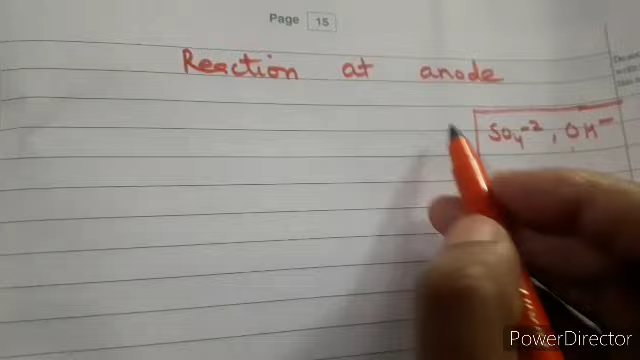 Page 15
Reaction at anode
SO₄⁻², OH⁻
PowerDirector